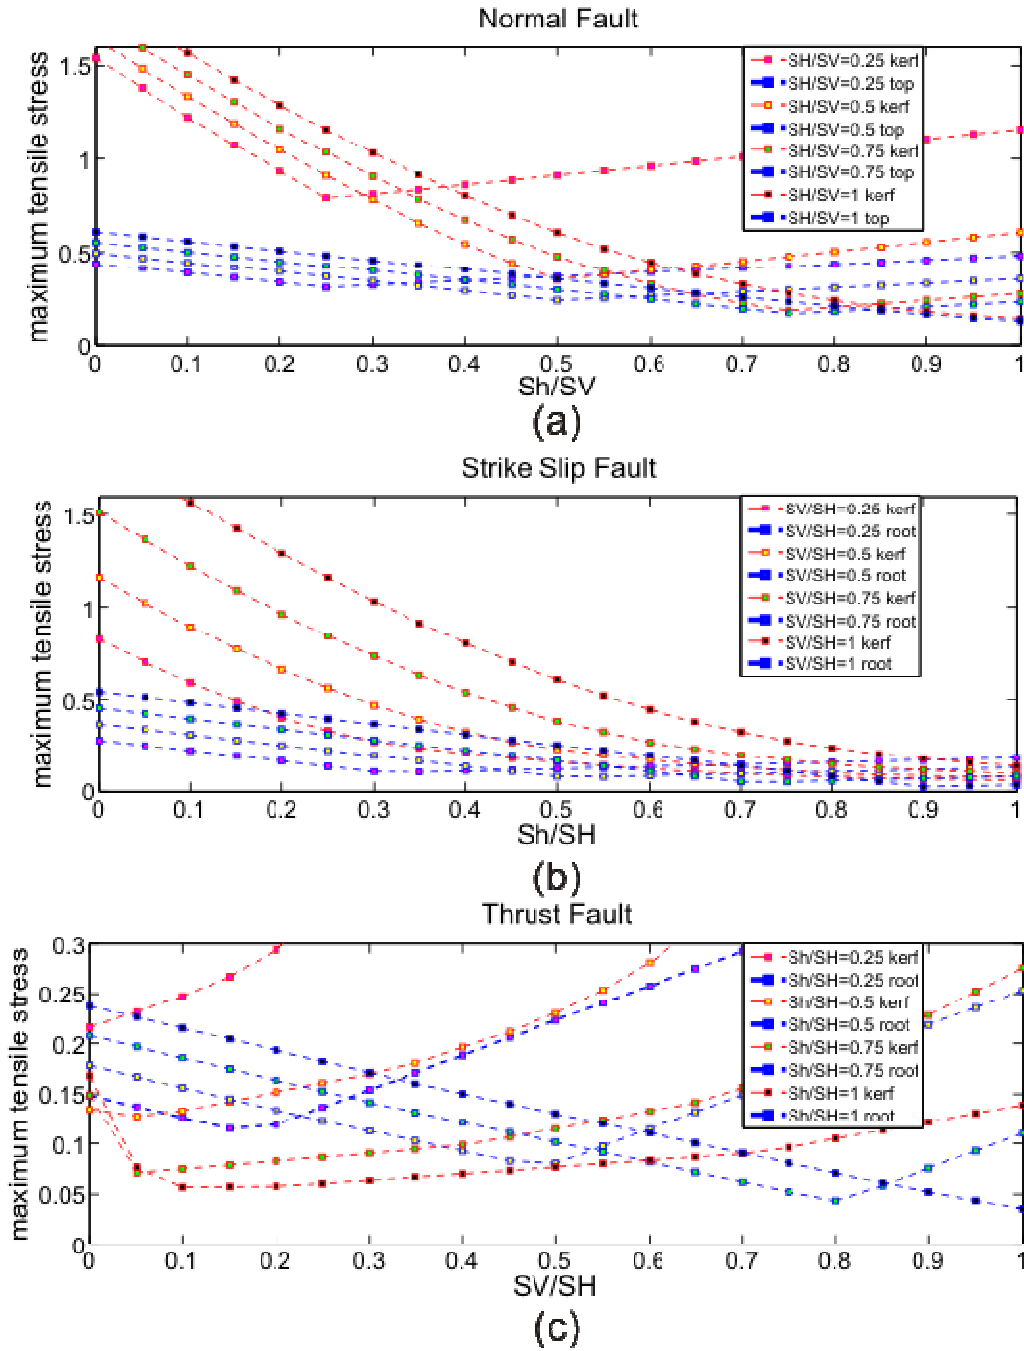 Normal Fault
maximum tensile stress
1.5
1
0.5
0
0 0.1 0.2 0.3 0.4 0.5 0.6 0.7 0.8 0.9 1
SH/SV=0.25 kerf
SH/SV=0.25 top
SH/SV=0.5 kerf
SH/SV=0.5 top
SH/SV=0.75 kerf
SH/SV=0.75 top
SH/SV=1 kerf
SH/SV=1 top
Sh/SV
(a)
Strike Slip Fault
maximum tensile stress
1.5
1
0.5
0
0 0.1 0.2 0.3 0.4 0.5 0.6 0.7 0.8 0.9 1
SV/SH=0.25 kerf
SV/SH=0.25 root
SV/SH=0.5 kerf
SV/SH=0.5 root
SV/SH=0.75 kerf
SV/SH=0.75 root
SV/SH=1 kerf
SV/SH=1 root
Sh/SH
(b)
Thrust Fault
maximum tensile stress
0.3
0.25
0.2
0.15
0.1
0.05
0
0 0.1 0.2 0.3 0.4 0.5 0.6 0.7 0.8 0.9 1
Sh/SH=0.25 kerf
Sh/SH=0.25 root
Sh/SH=0.5 kerf
Sh/SH=0.5 root
Sh/SH=0.75 kerf
Sh/SH=0.75 root
Sh/SH=1 kerf
Sh/SH=1 root
SV/SH
(c)